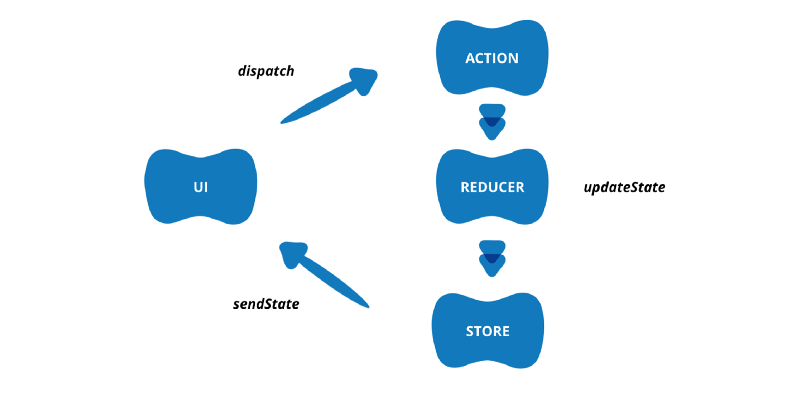 ACTION
dispatch
UI
REDUCER
updateState
sendState
STORE